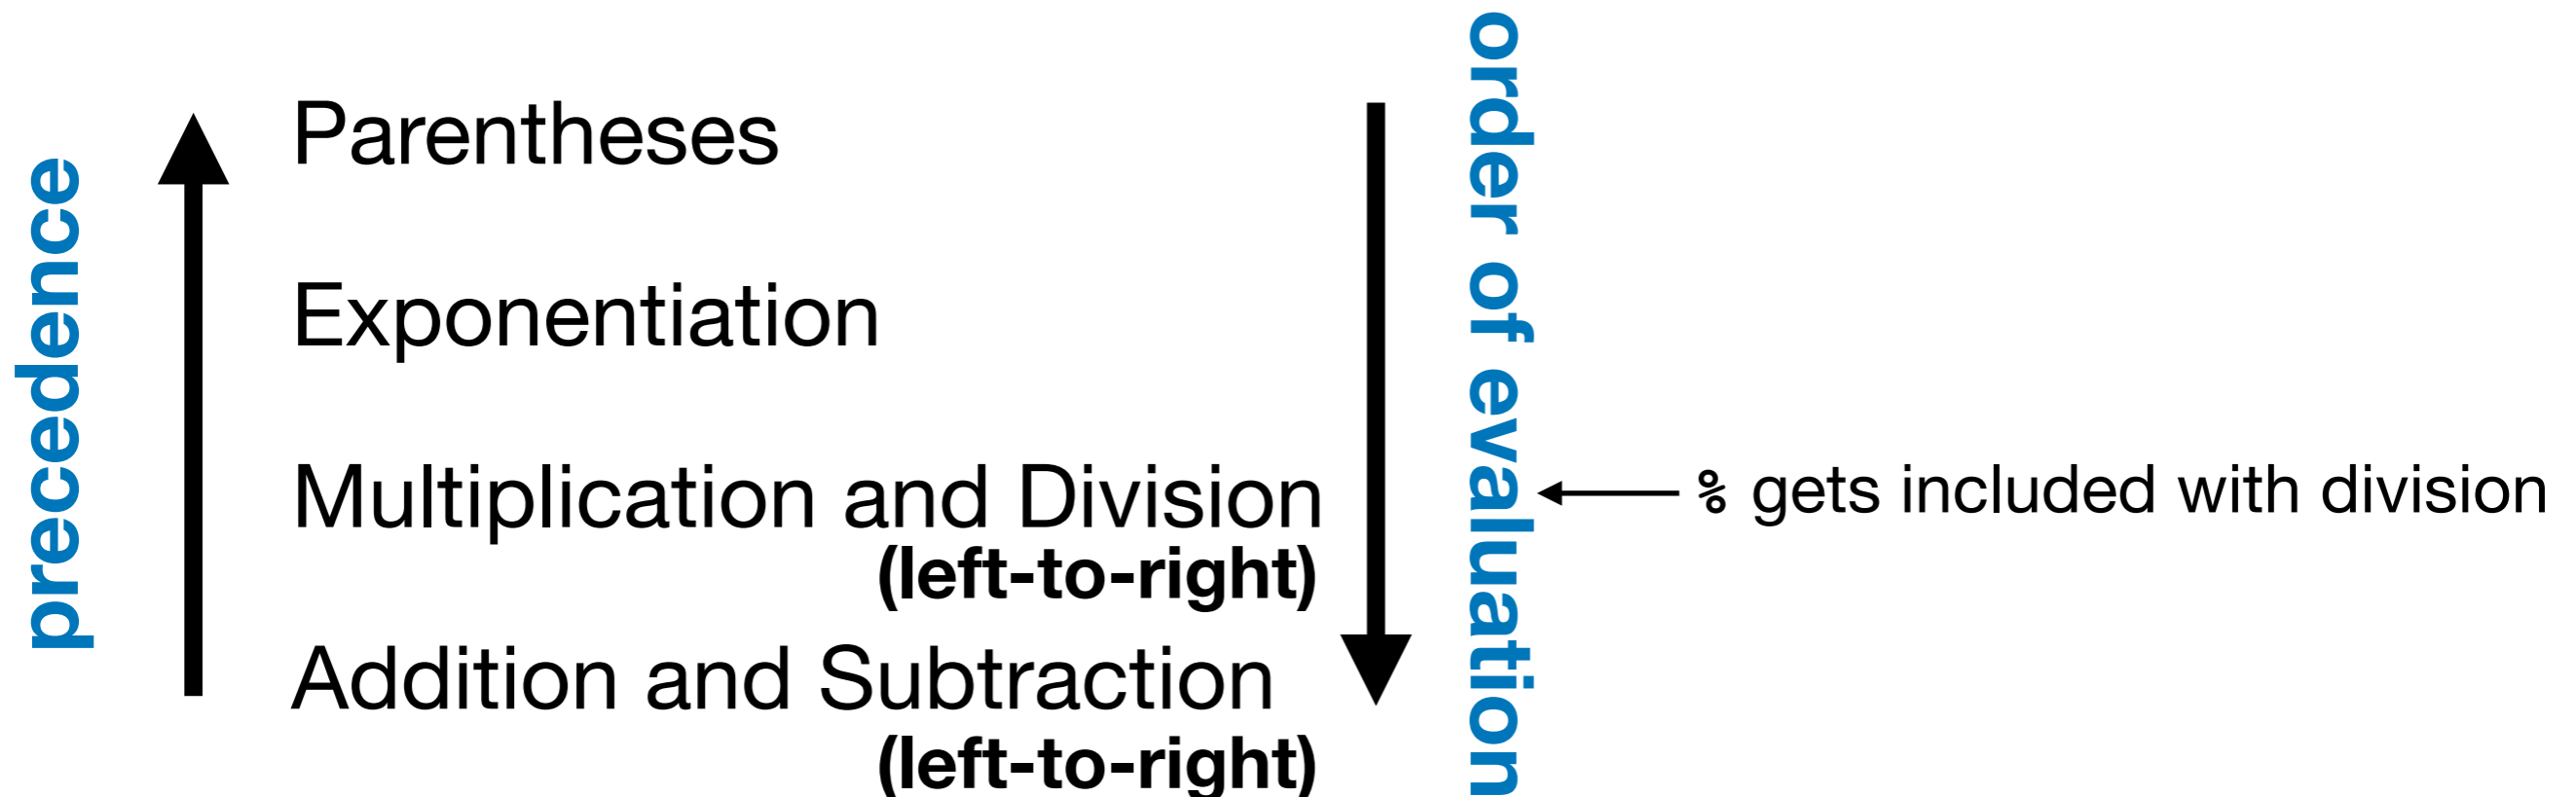 precedence
Parentheses
Exponentiation
Multiplication and Division
(left-to-right)
Addition and Subtraction
(left-to-right)
order of evaluation
% gets included with division